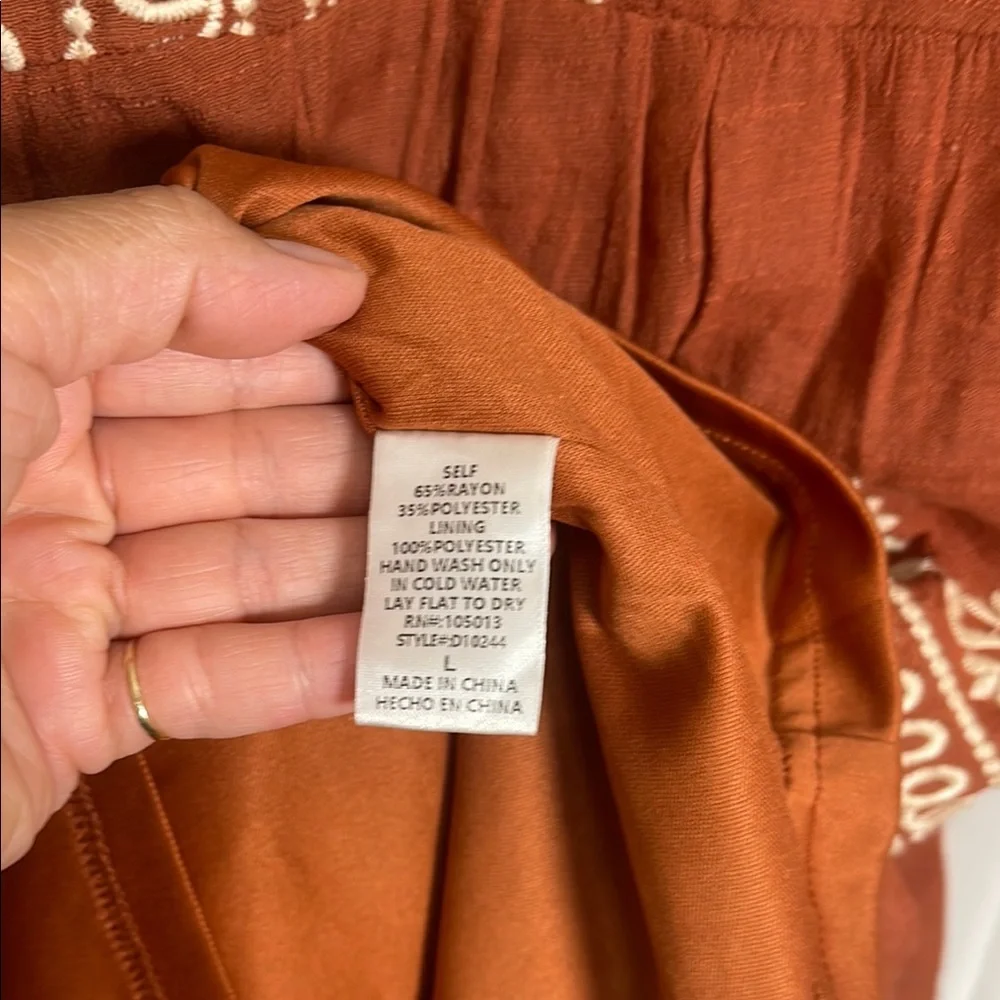 SELF
65%RAYON
35%POLYESTER
LINING
100%POLYESTER
HAND WASH ONLY
IN COLD WATER
LAY FLAT TO DRY
RN#:105013
STYLE#:D10244
L
MADE IN CHINA
HECHO EN CHINA